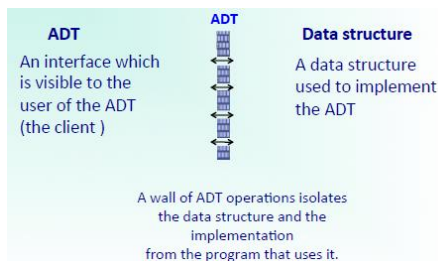 ADT
ADT
An interface which
is visible to the
user of the ADT
(the client )
Data structure
A data structure
used to implement
the ADT
A wall of ADT operations isolates
the data structure and the
implementation
from the program that uses it.